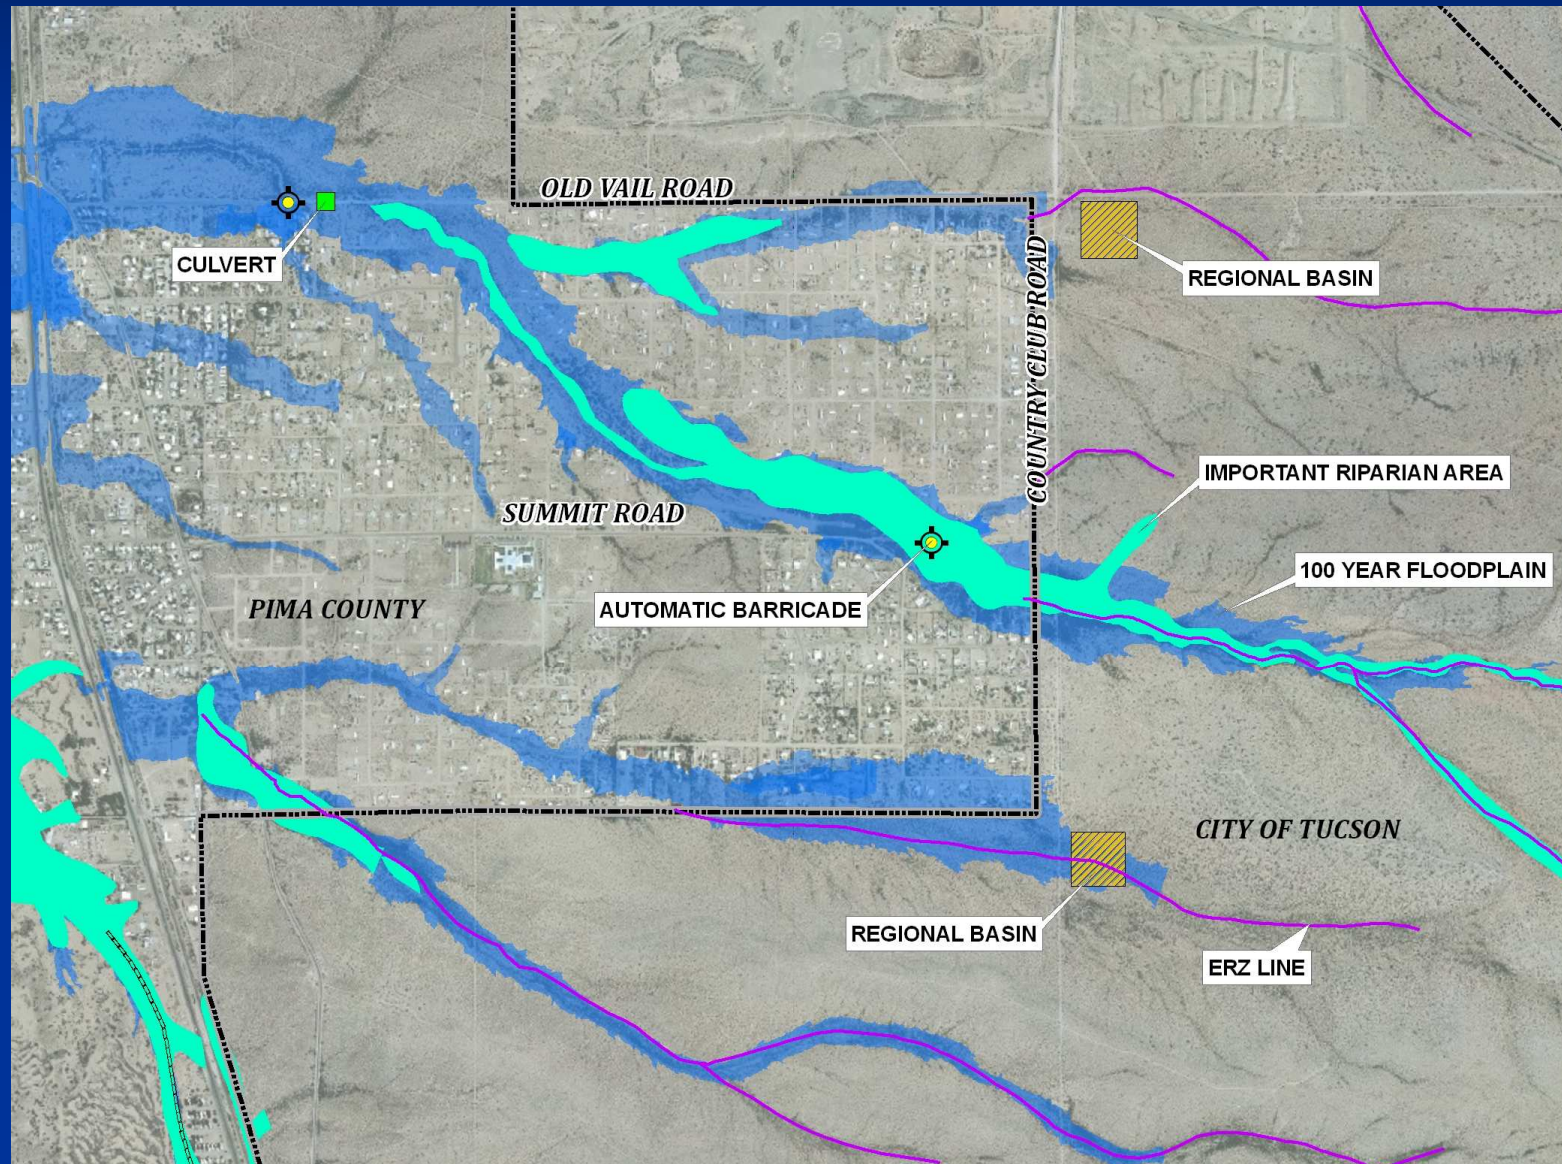 OLD VAIL ROAD
CULVERT
REGIONAL BASIN
COUNTRY CLUB ROAD
IMPORTANT RIPARIAN AREA
SUMMIT ROAD
100 YEAR FLOODPLAIN
PIMA COUNTY
AUTOMATIC BARRICADE
CITY OF TUCSON
REGIONAL BASIN
ERZ LINE